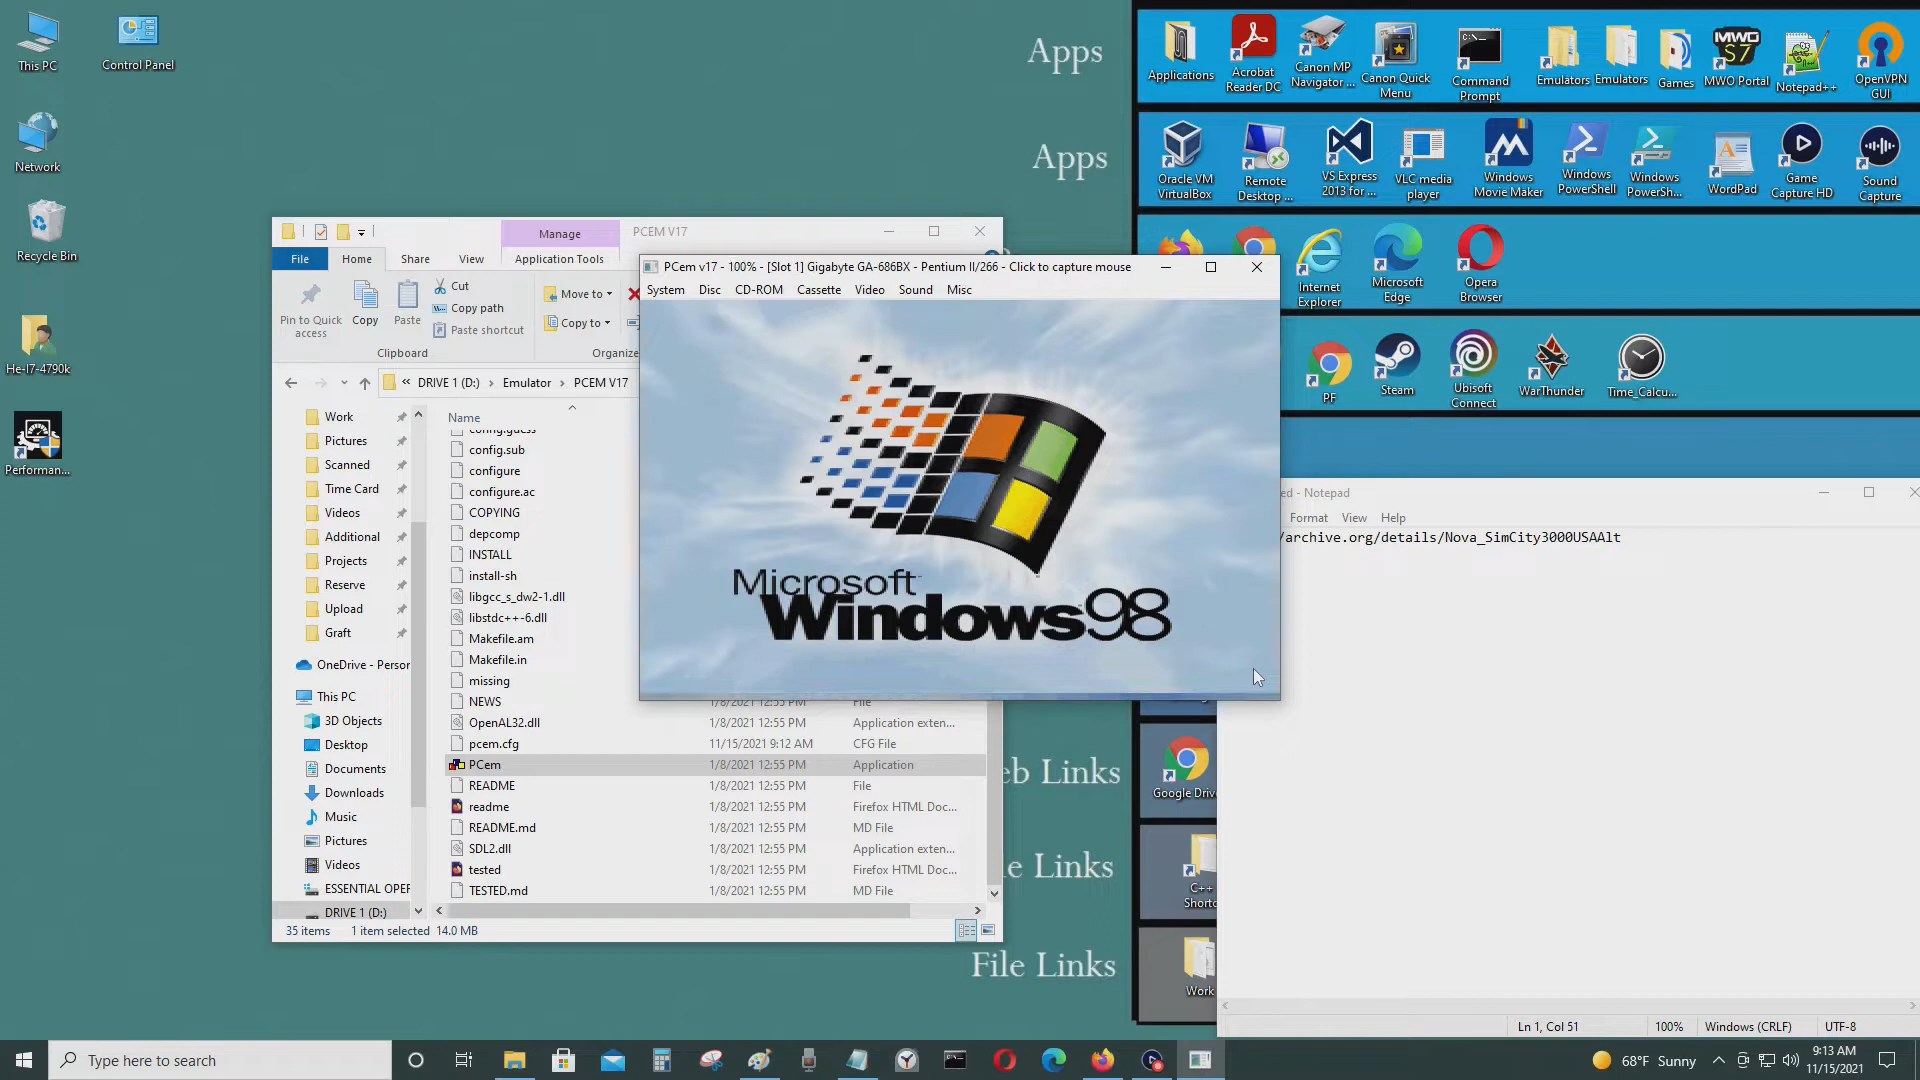 This PC
Control Panel
Network
Recycle Bin
He-I7-4790k
Performan...
Apps
Apps
Applications
Acrobat
Reader DC
Canon MP
Navigator ...
Canon Quick
Menu
Command
Prompt
Emulators
Emulators
Games
MWO Portal
Notepad++
OpenVPN
GUI
Oracle VM
VirtualBox
Remote
Desktop ...
VS Express
2013 for ...
VLC media
player
Windows
Movie Maker
Windows
PowerShell
Windows
PowerSh...
WordPad
Game
Capture HD
Sound
Capture
Internet
Explorer
Microsoft
Edge
Opera
Browser
PF
Steam
Ubisoft
Connect
WarThunder
Time_Calcu...
Manage
PCEM V17
File
Home
Share
View
Application Tools
Pin to Quick
access
Copy
Paste
Cut
Copy path
Paste shortcut
Move to
Copy to
Clipboard
Organize
DRIVE 1 (D:)
Emulator
PCEM V17
Work
Pictures
Scanned
Time Card
Videos
Additional
Projects
Reserve
Upload
Graft
OneDrive - Person
This PC
3D Objects
Desktop
Documents
Downloads
Music
Pictures
Videos
ESSENTIAL OPER
DRIVE 1 (D:)
Name
config.guess
config.sub
configure
configure.ac
COPYING
depcomp
INSTALL
install-sh
libgcc_s_dw2-1.dll
libstdc++-6.dll
Makefile.am
Makefile.in
missing
NEWS 1/8/2021 12:55 PM File
OpenAL32.dll 1/8/2021 12:55 PM Application exten...
pcem.cfg 11/15/2021 9:12 AM CFG File
PCem 1/8/2021 12:55 PM Application
README 1/8/2021 12:55 PM File
readme 1/8/2021 12:55 PM Firefox HTML Doc...
README.md 1/8/2021 12:55 PM MD File
SDL2.dll 1/8/2021 12:55 PM Application exten...
tested 1/8/2021 12:55 PM Firefox HTML Doc...
TESTED.md 1/8/2021 12:55 PM MD File
35 items 1 item selected 14.0 MB
PCem v17 - 100% - [Slot 1] Gigabyte GA-686BX - Pentium II/266 - Click to capture mouse
System Disc CD-ROM Cassette Video Sound Misc
Microsoft
Windows98
ed - Notepad
Format View Help
/archive.org/details/Nova_SimCity3000USAAlt
Ln 1, Col 51 100% Windows (CRLF) UTF-8
eb Links
Google Driv
le Links
C++
Shortc
File Links
Work
Type here to search
68°F Sunny
9:13 AM
11/15/2021